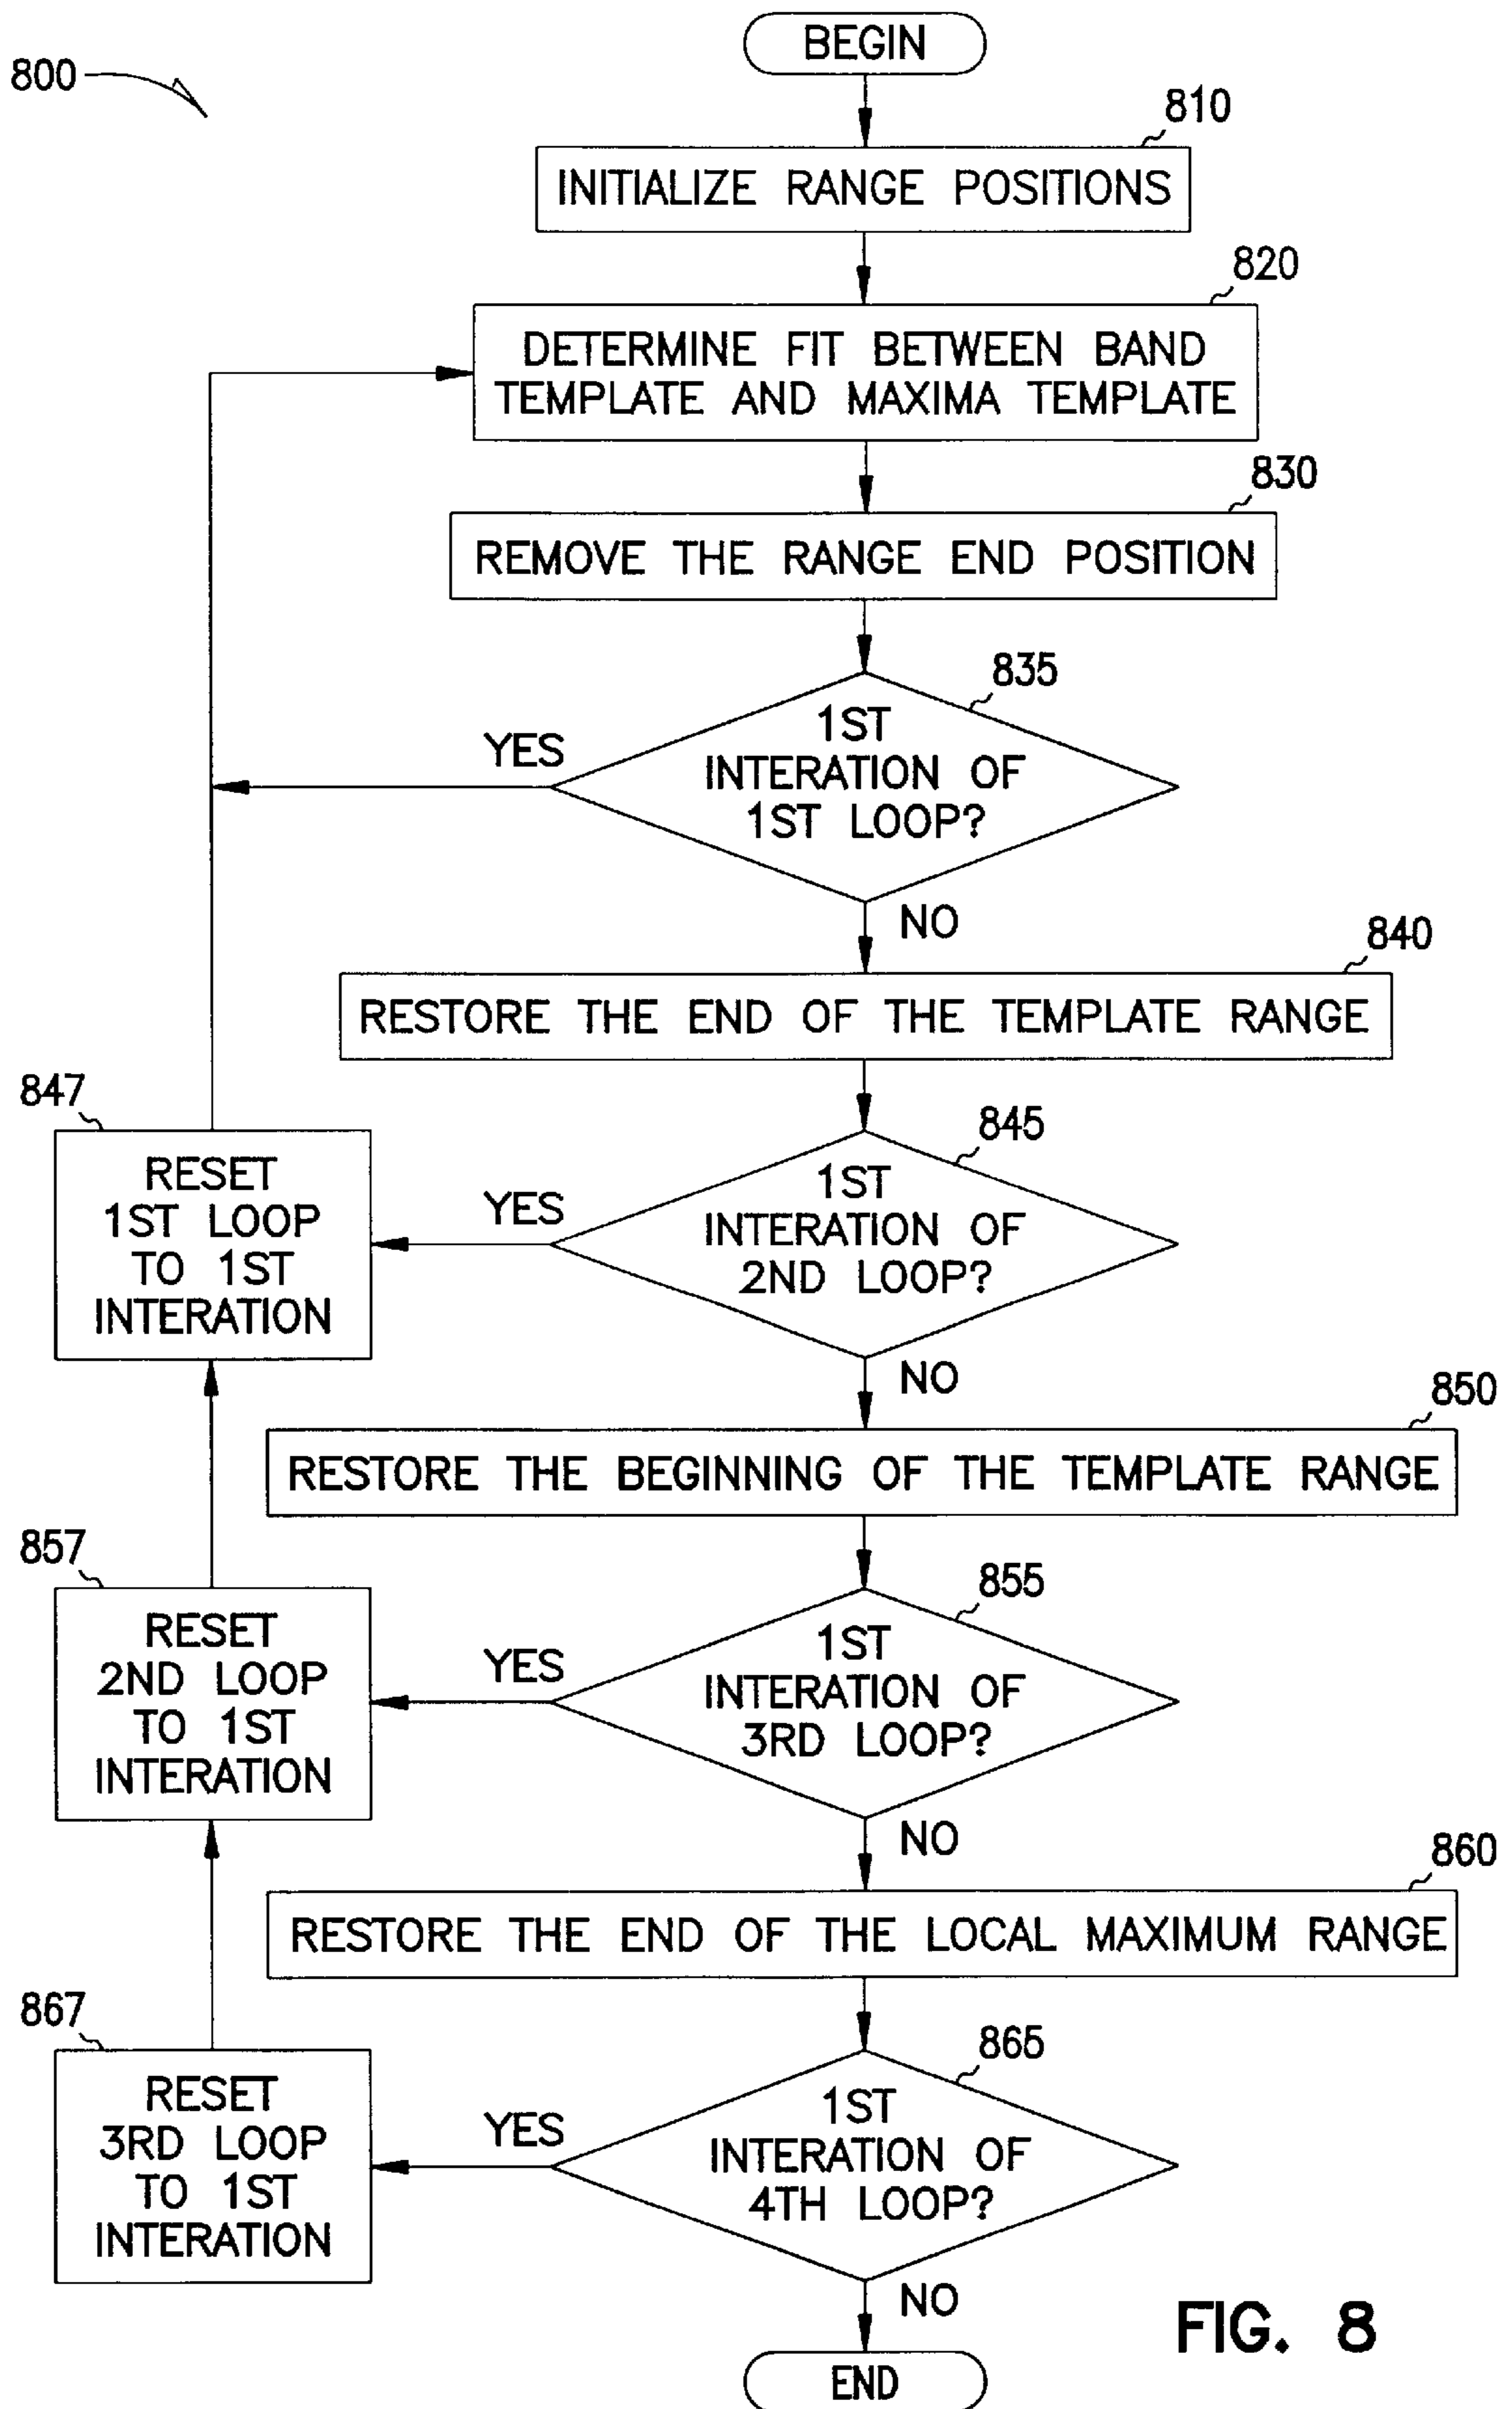 BEGIN
800
810
INITIALIZE RANGE POSITIONS
820
DETERMINE FIT BETWEEN BAND
TEMPLATE AND MAXIMA TEMPLATE
830
REMOVE THE RANGE END POSITION
835
1ST
INTERATION OF
1ST LOOP?
YES
NO
840
RESTORE THE END OF THE TEMPLATE RANGE
845
1ST
INTERATION OF
2ND LOOP?
YES
847
RESET
1ST LOOP
TO 1ST
INTERATION
NO
850
RESTORE THE BEGINNING OF THE TEMPLATE RANGE
855
1ST
INTERATION OF
3RD LOOP?
YES
857
RESET
2ND LOOP
TO 1ST
INTERATION
NO
860
RESTORE THE END OF THE LOCAL MAXIMUM RANGE
865
1ST
INTERATION OF
4TH LOOP?
YES
867
RESET
3RD LOOP
TO 1ST
INTERATION
NO
END
FIG. 8